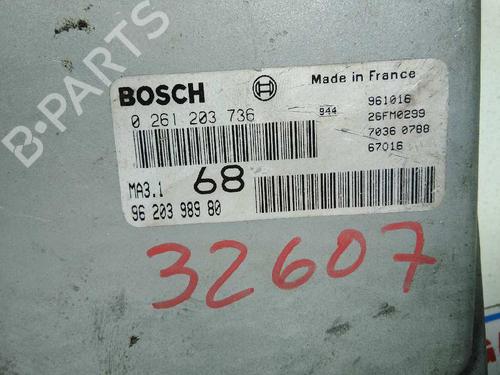 B-PARTS
BOSCH
Made in France
0 261 203 736
944
961016
26FM0299
7036 0788
67016
MA3.1
68
96 203 989 80
32607